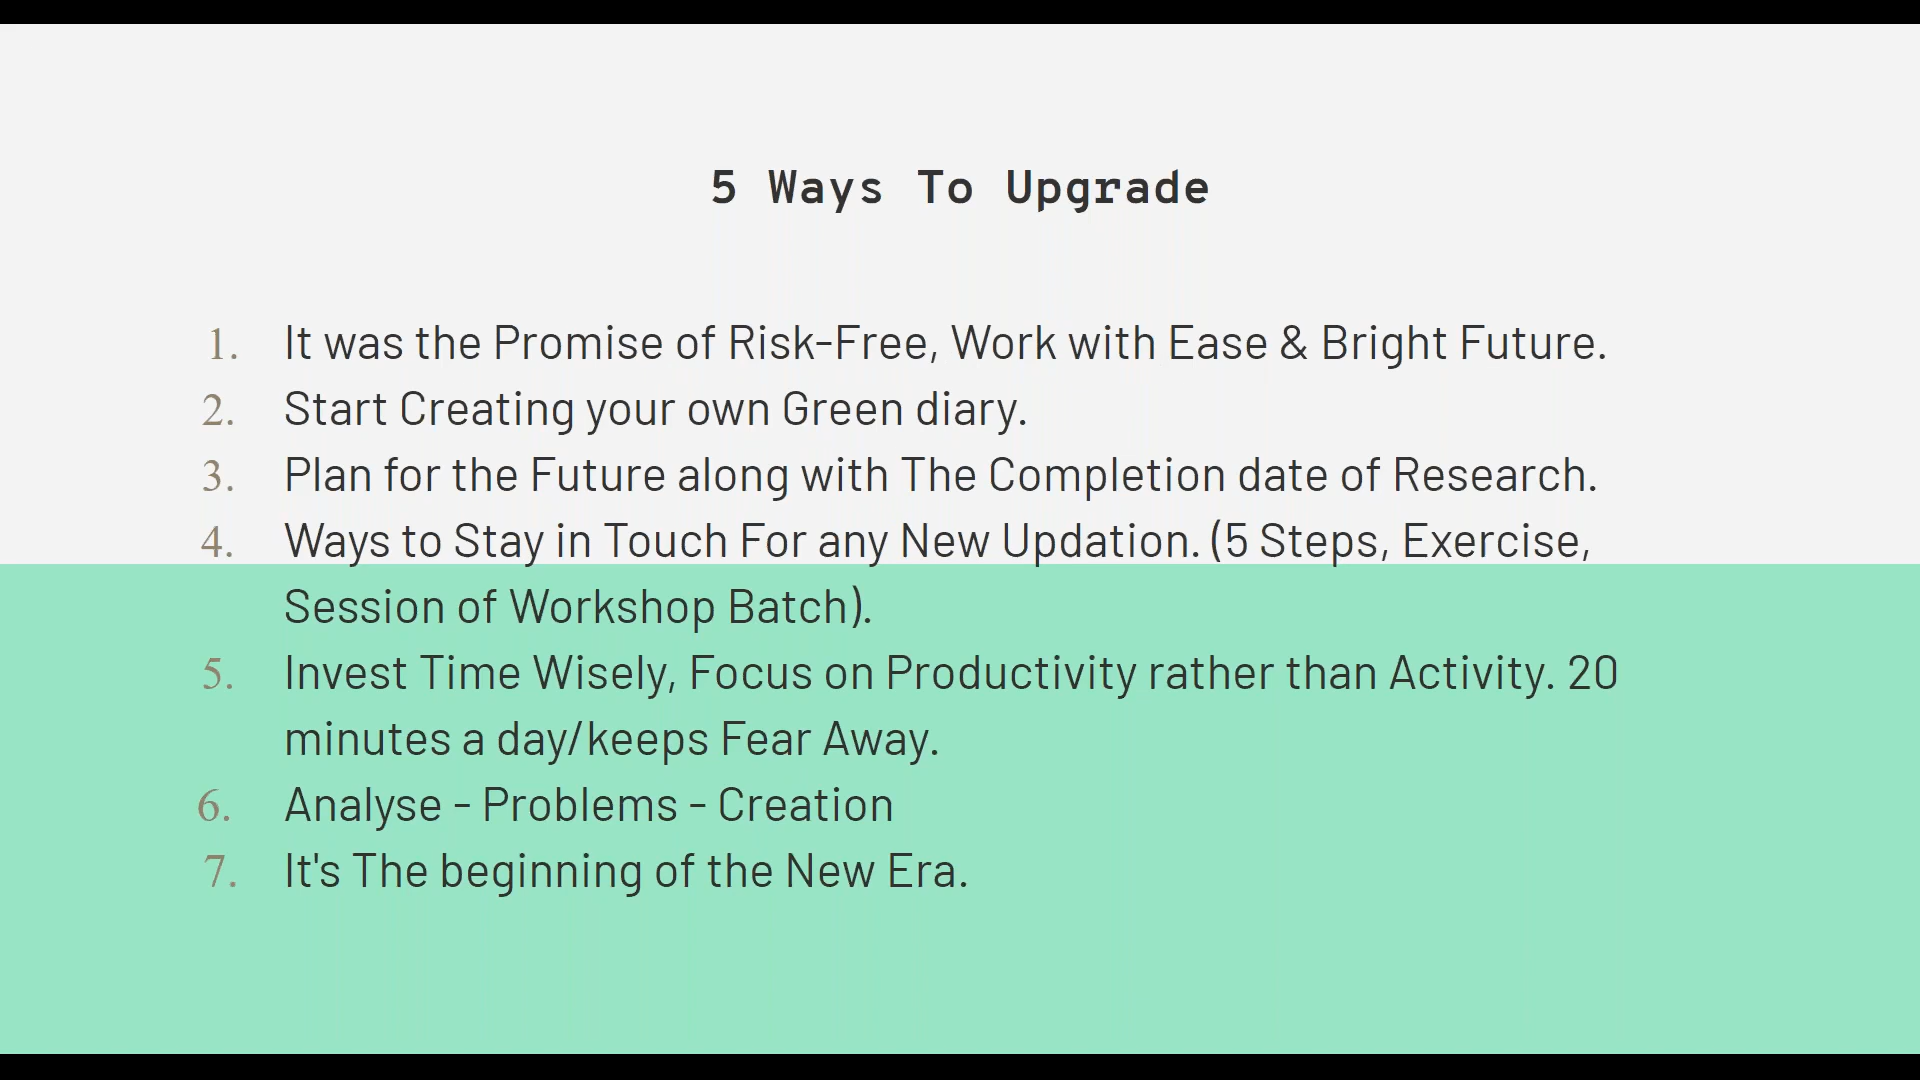 5 Ways To Upgrade
1. It was the Promise of Risk-Free, Work with Ease & Bright Future.
2. Start Creating your own Green diary.
3. Plan for the Future along with The Completion date of Research.
4. Ways to Stay in Touch For any New Updation. (5 Steps, Exercise,
Session of Workshop Batch).
5. Invest Time Wisely, Focus on Productivity rather than Activity. 20
minutes a day/keeps Fear Away.
6. Analyse - Problems - Creation
7. It's The beginning of the New Era.